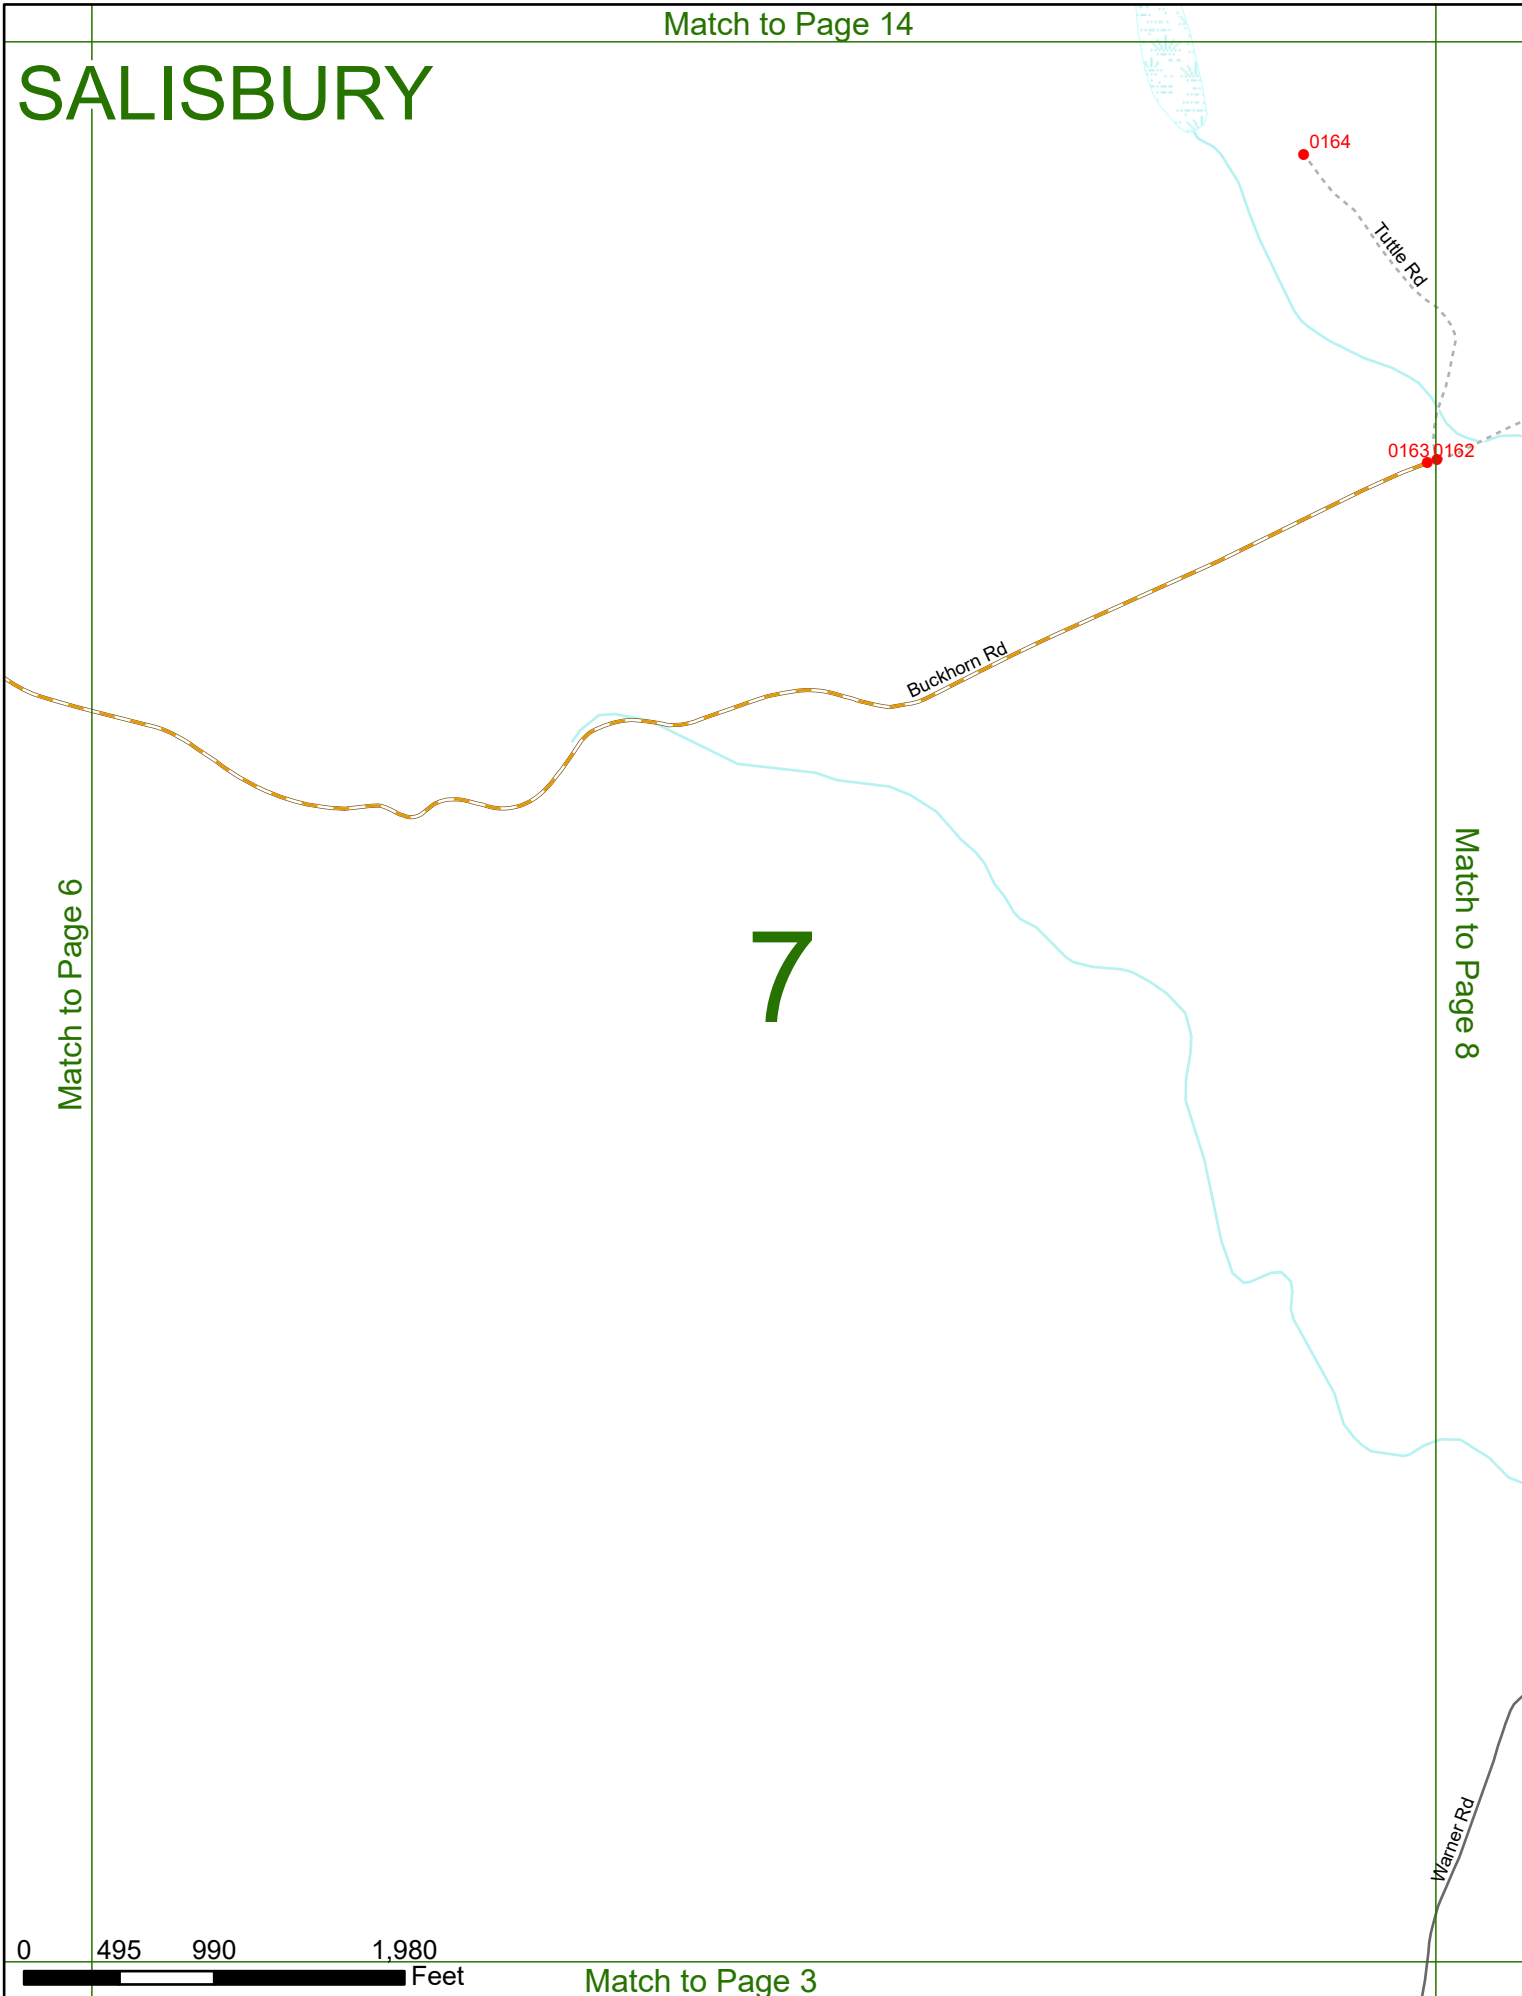 Match to Page 14
SALISBURY
0164
Tuttle Rd
0163
0162
Buckhorn Rd
Match to Page 6
Match to Page 8
7
Warner Rd
0 495 990 1,980
Feet
Match to Page 3